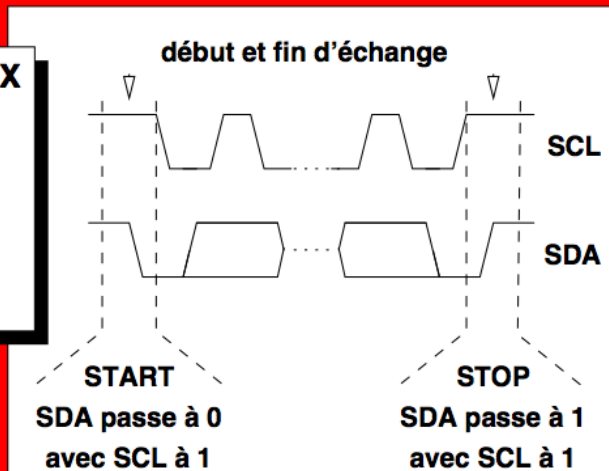 X
début et fin d'échange
SCL
SDA
START
SDA passe à 0
avec SCL à 1
STOP
SDA passe à 1
avec SCL à 1